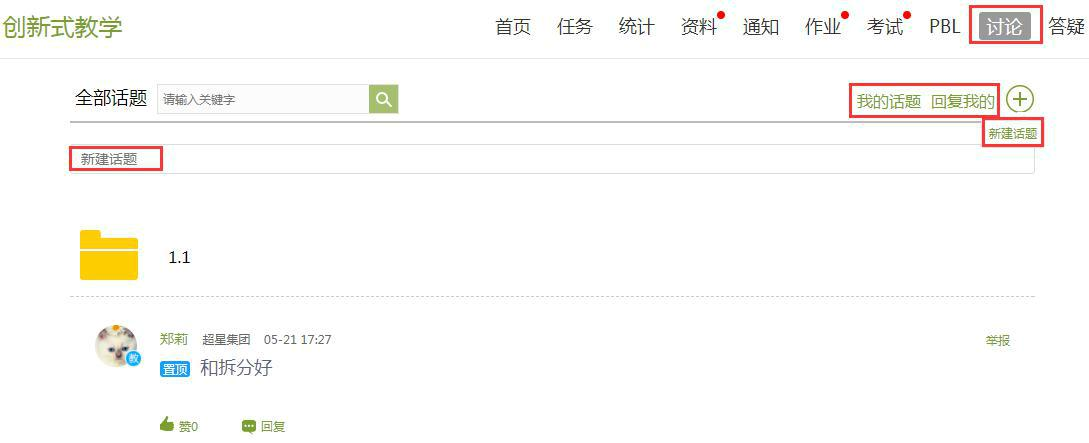 创新式教学 首页 任务 统计 资料 通知 作业 考试 PBL 讨论 答疑
全部话题 请输入关键字 我的话题 回复我的
新建话题
新建话题
1.1
郑莉 超星集团 05-21 17:27 举报
教
置顶 和拆分好
赞0 回复